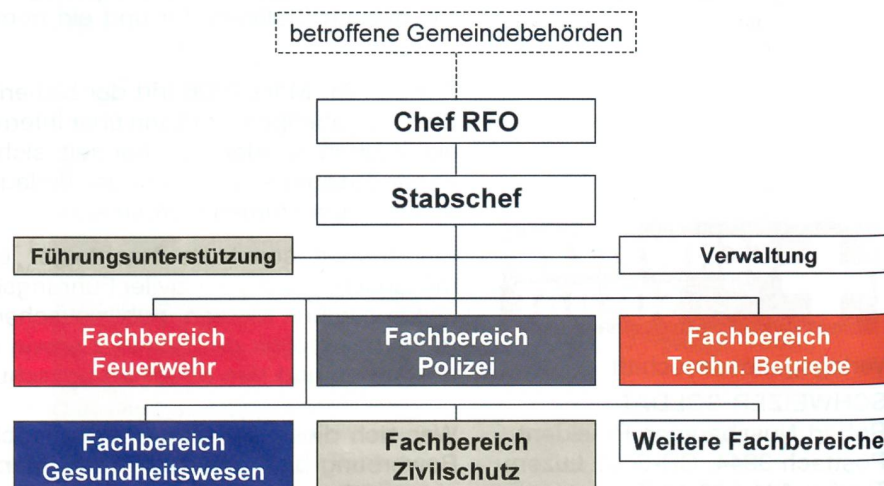 betroffene Gemeindebehörden
Chef RFO
Stabschef
Führungsunterstützung
Verwaltung
Fachbereich
Feuerwehr
Fachbereich
Polizei
Fachbereich
Techn. Betriebe
Fachbereich
Gesundheitswesen
Fachbereich
Zivilschutz
Weitere Fachbereiche